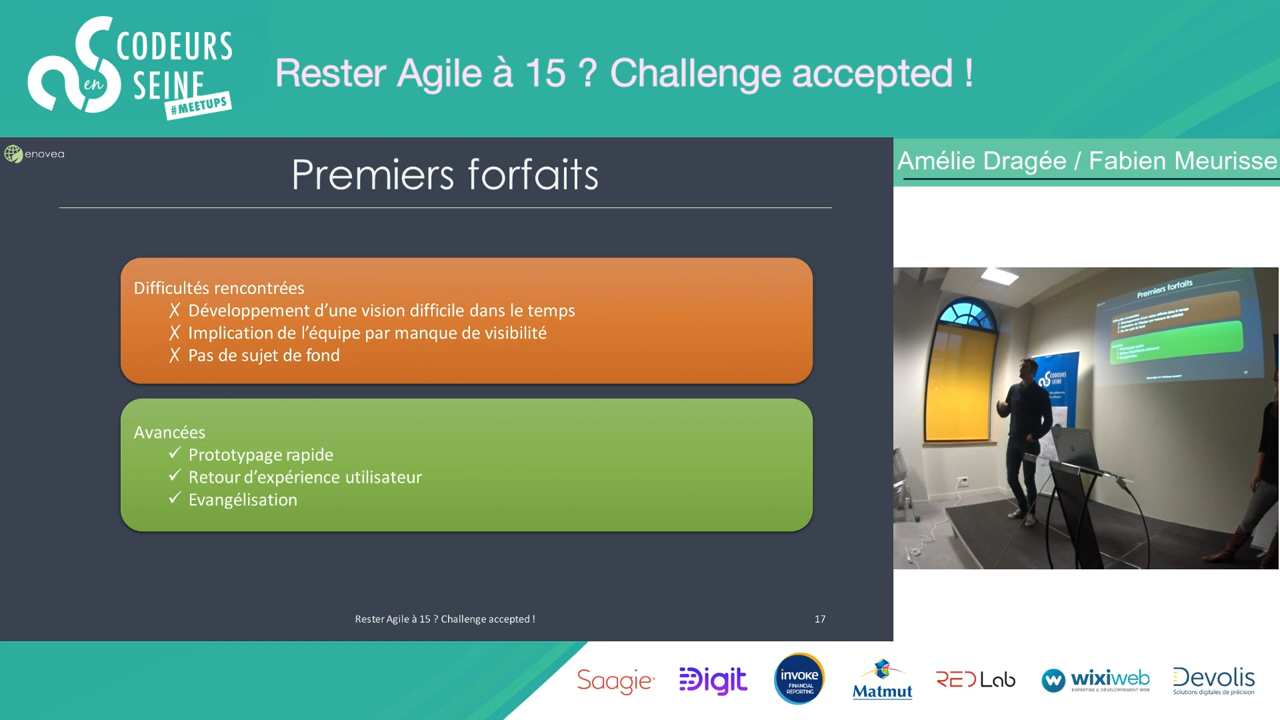 CODEURS
en
SEINE
#MEETUPS
Rester Agile à 15 ? Challenge accepted !
enovea
Premiers forfaits
Amélie Dragée / Fabien Meurisse
Difficultés rencontrées
✗ Développement d’une vision difficile dans le temps
✗ Implication de l’équipe par manque de visibilité
✗ Pas de sujet de fond
Avancées
✓ Prototypage rapide
✓ Retour d’expérience utilisateur
✓ Evangélisation
Premiers forfaits
CODEURS
SEINE
Rester Agile à 15 ? Challenge accepted !
17
Saagie
Digit
invoke
FINANCIAL
REPORTING
Matmut
RED Lab
wixiweb
EXPERTISE & DÉVELOPPEMENT WEB
Devolis
Solutions digitales de précision